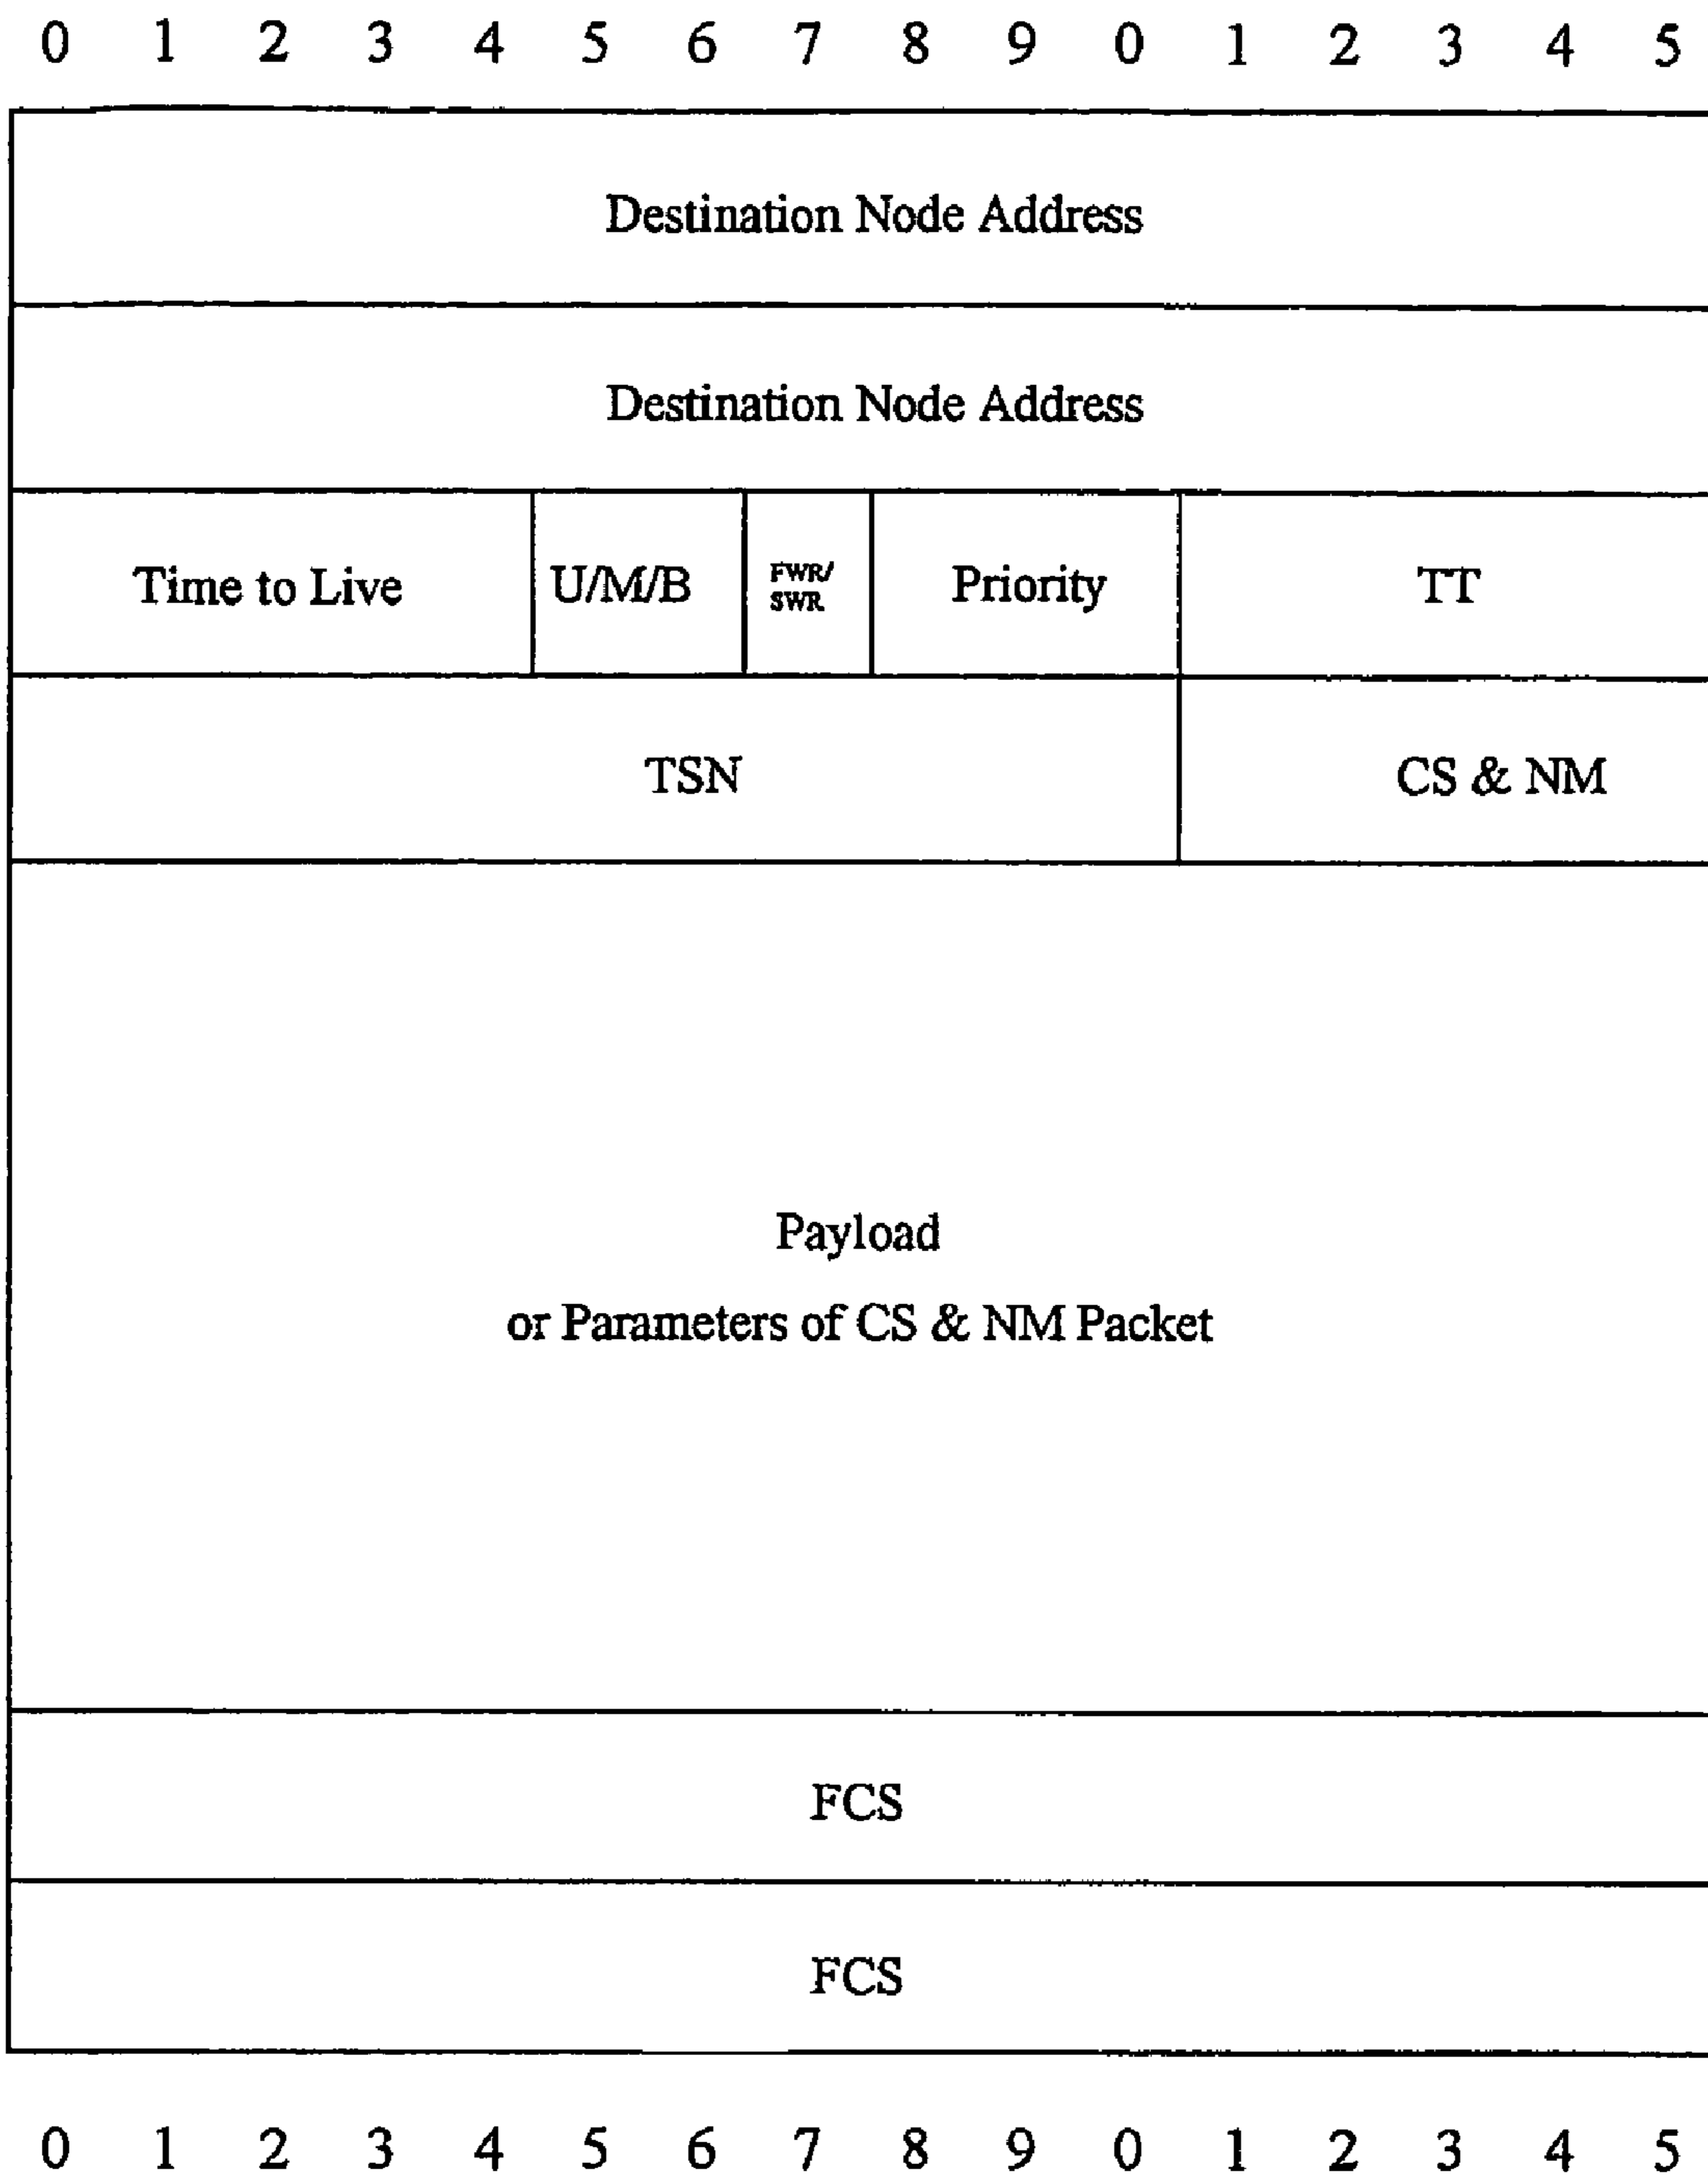 0 1 2 3 4 5 6 7 8 9 0 1 2 3 4 5
Destination Node Address
Destination Node Address
Time to Live U/M/B FWR/ Priority TT
SWR
TSN CS & NM
Payload
or Parameters of CS & NM Packet
FCS
FCS
0 1 2 3 4 5 6 7 8 9 0 1 2 3 4 5